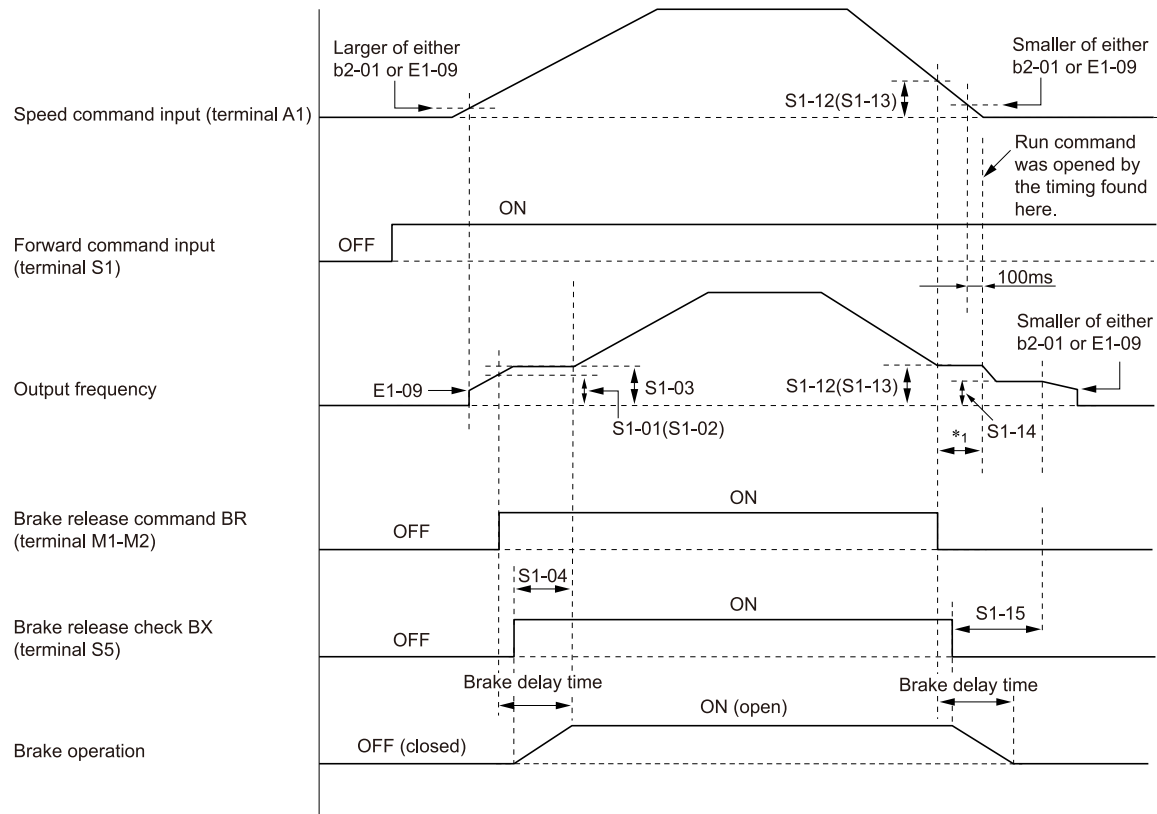 Larger of either
b2-01 or E1-09
Smaller of either
b2-01 or E1-09
S1-12(S1-13)
Speed command input (terminal A1)
Run command
was opened by
the timing found
here.
ON
OFF
Forward command input
(terminal S1)
100ms
Smaller of either
b2-01 or E1-09
E1-09
S1-03
S1-12(S1-13)
Output frequency
S1-01(S1-02)
S1-14
*1
ON
Brake release command BR
(terminal M1-M2)
OFF
S1-04
ON
S1-15
Brake release check BX
(terminal S5)
OFF
Brake delay time
Brake delay time
ON (open)
Brake operation
OFF (closed)